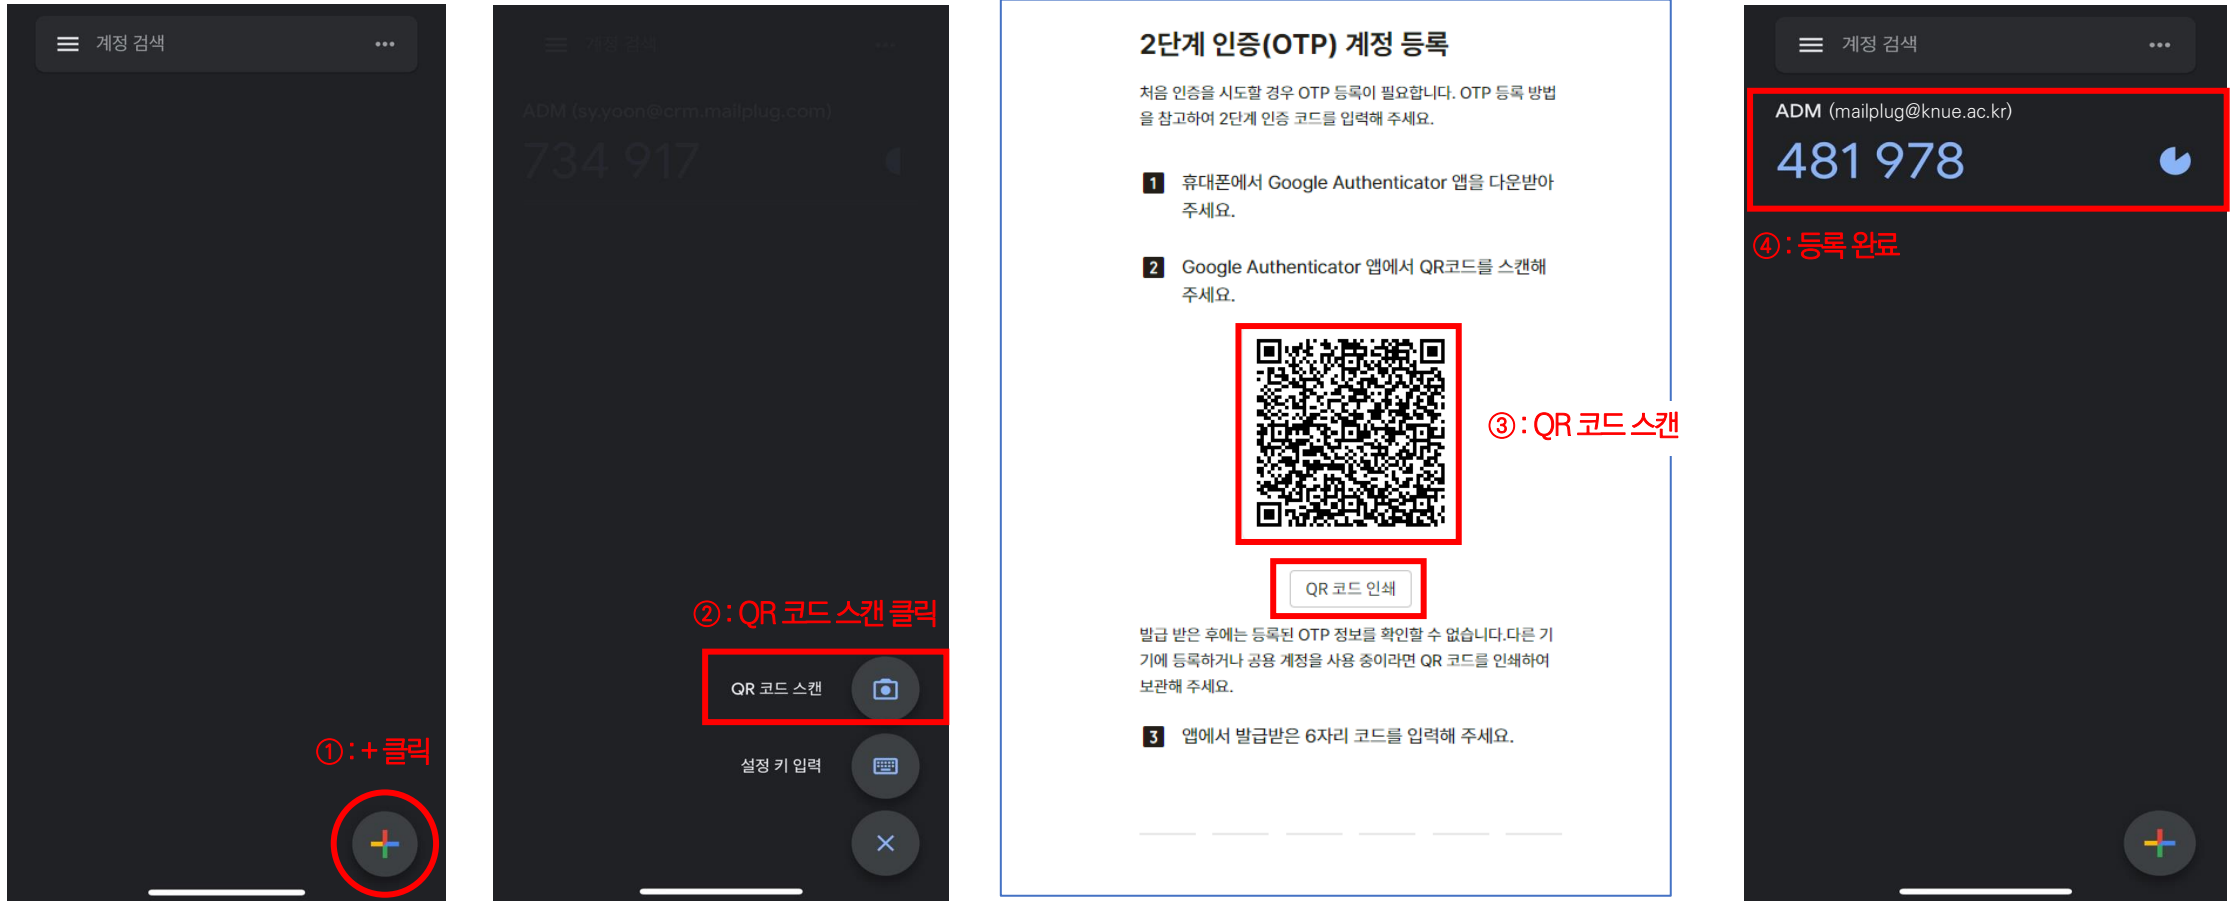 계정 검색
①: + 클릭
계정 검색
ADM (sy.yoon@crm.mailplug.com)
734 917
②: QR 코드 스캔 클릭
QR 코드 스캔
설정 키 입력
2단계 인증(OTP) 계정 등록
처음 인증을 시도할 경우 OTP 등록이 필요합니다. OTP 등록 방법
을 참고하여 2단계 인증 코드를 입력해 주세요.
1 휴대폰에서 Google Authenticator 앱을 다운받아
주세요.
2 Google Authenticator 앱에서 QR코드를 스캔해
주세요.
③: QR 코드 스캔
QR 코드 인쇄
발급 받은 후에는 등록된 OTP 정보를 확인할 수 없습니다.다른 기
기에 등록하거나 공용 계정을 사용 중이라면 QR 코드를 인쇄하여
보관해 주세요.
3 앱에서 발급받은 6자리 코드를 입력해 주세요.
계정 검색
ADM (mailplug@knue.ac.kr)
481 978
④: 등록 완료